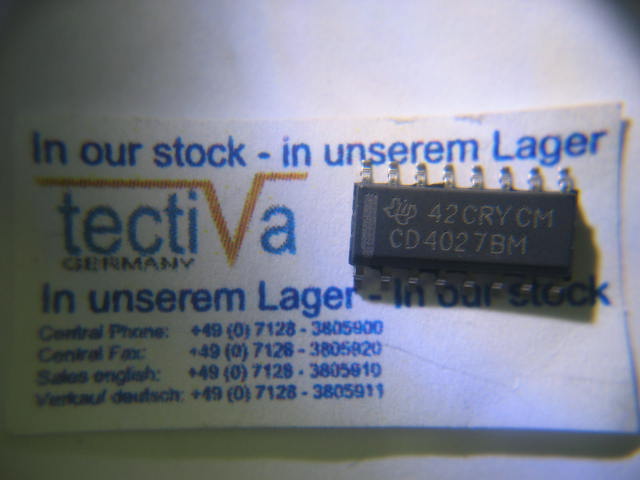 In our stock - in unserem Lager
tectiVa
GERMANY
42CRYCM
CD4027BM
In unserem Lager - In our stock
Central Phone: +49 (0) 7128 - 3805900
Central Fax: +49 (0) 7128 - 3805920
Sales english: +49 (0) 7128 - 3805910
Verkauf deutsch: +49 (0) 7128 - 3805911